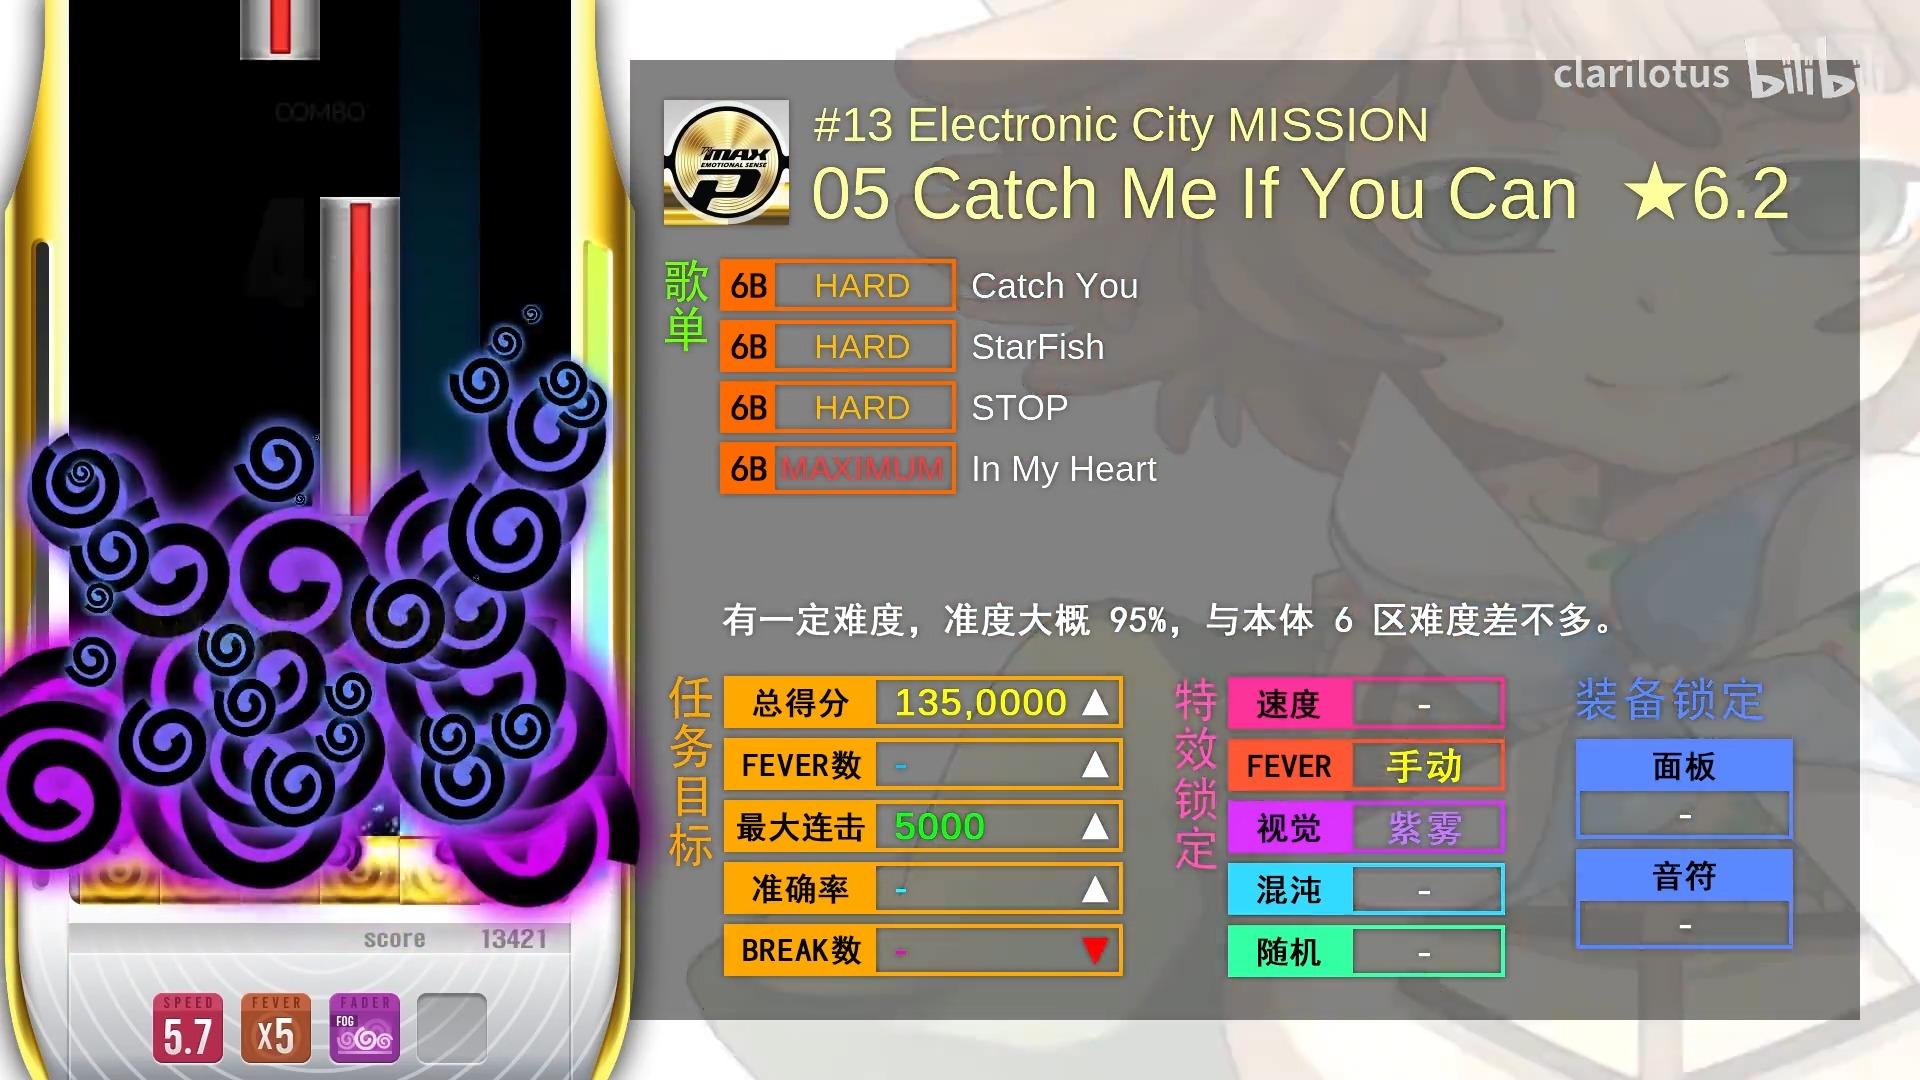 clarilotus bilibili
COMBO
4
THE MAX
EMOTIONAL SENSE
P
#13 Electronic City MISSION
05 Catch Me If You Can ★6.2
歌单
6B HARD Catch You
6B HARD StarFish
6B HARD STOP
6B MAXIMUM In My Heart
有一定难度，准度大概 95%，与本体 6 区难度差不多。
任务目标
总得分 135,0000 ▲
FEVER数 - ▲
最大连击 5000 ▲
准确率 - ▲
BREAK数 - ▼
特效锁定
速度 -
FEVER 手动
视觉 紫雾
混沌 -
随机 -
装备锁定
面板
-
音符
-
score 13421
SPEED 5.7
FEVER X5
FADER FOG